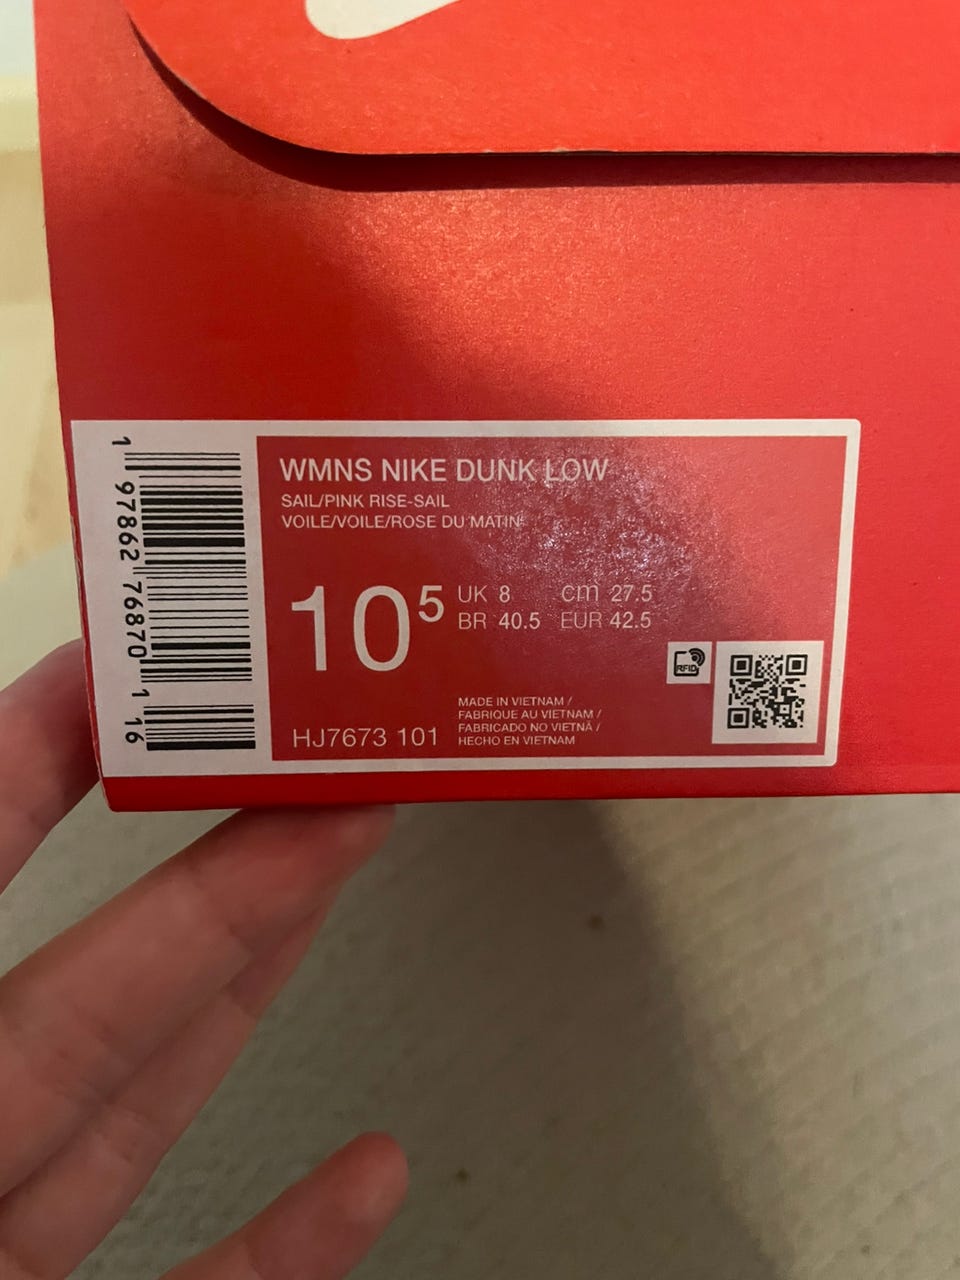 WMNS NIKE DUNK LOW
SAIL/PINK RISE-SAIL
VOILE/VOILE/ROSE DU MATIN
10⁵
UK 8 cm 27.5
BR 40.5 EUR 42.5
RFID
HJ7673 101
MADE IN VIETNAM /
FABRIQUE AU VIETNAM /
FABRICADO NO VIETNÃ /
HECHO EN VIETNAM
1 97862 76870 1 16